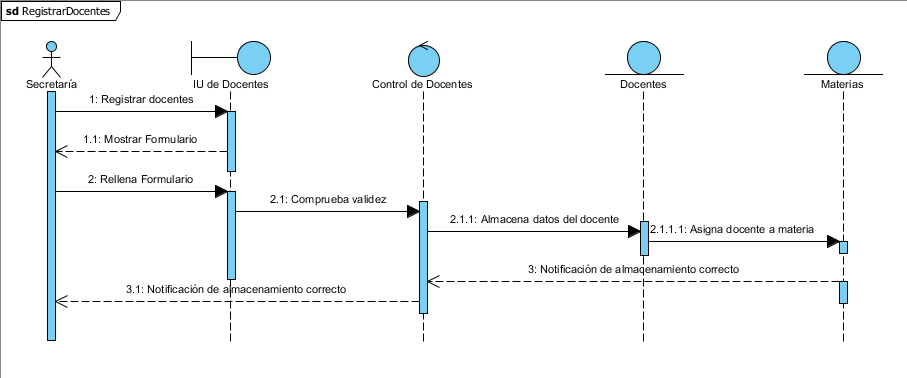 sd RegistrarDocentes
Secretaría
IU de Docentes
Control de Docentes
Docentes
Materias
1: Registrar docentes
1.1: Mostrar Formulario
2: Rellena Formulario
2.1: Comprueba validez
2.1.1: Almacena datos del docente
2.1.1.1: Asigna docente a materia
3: Notificación de almacenamiento correcto
3.1: Notificación de almacenamiento correcto